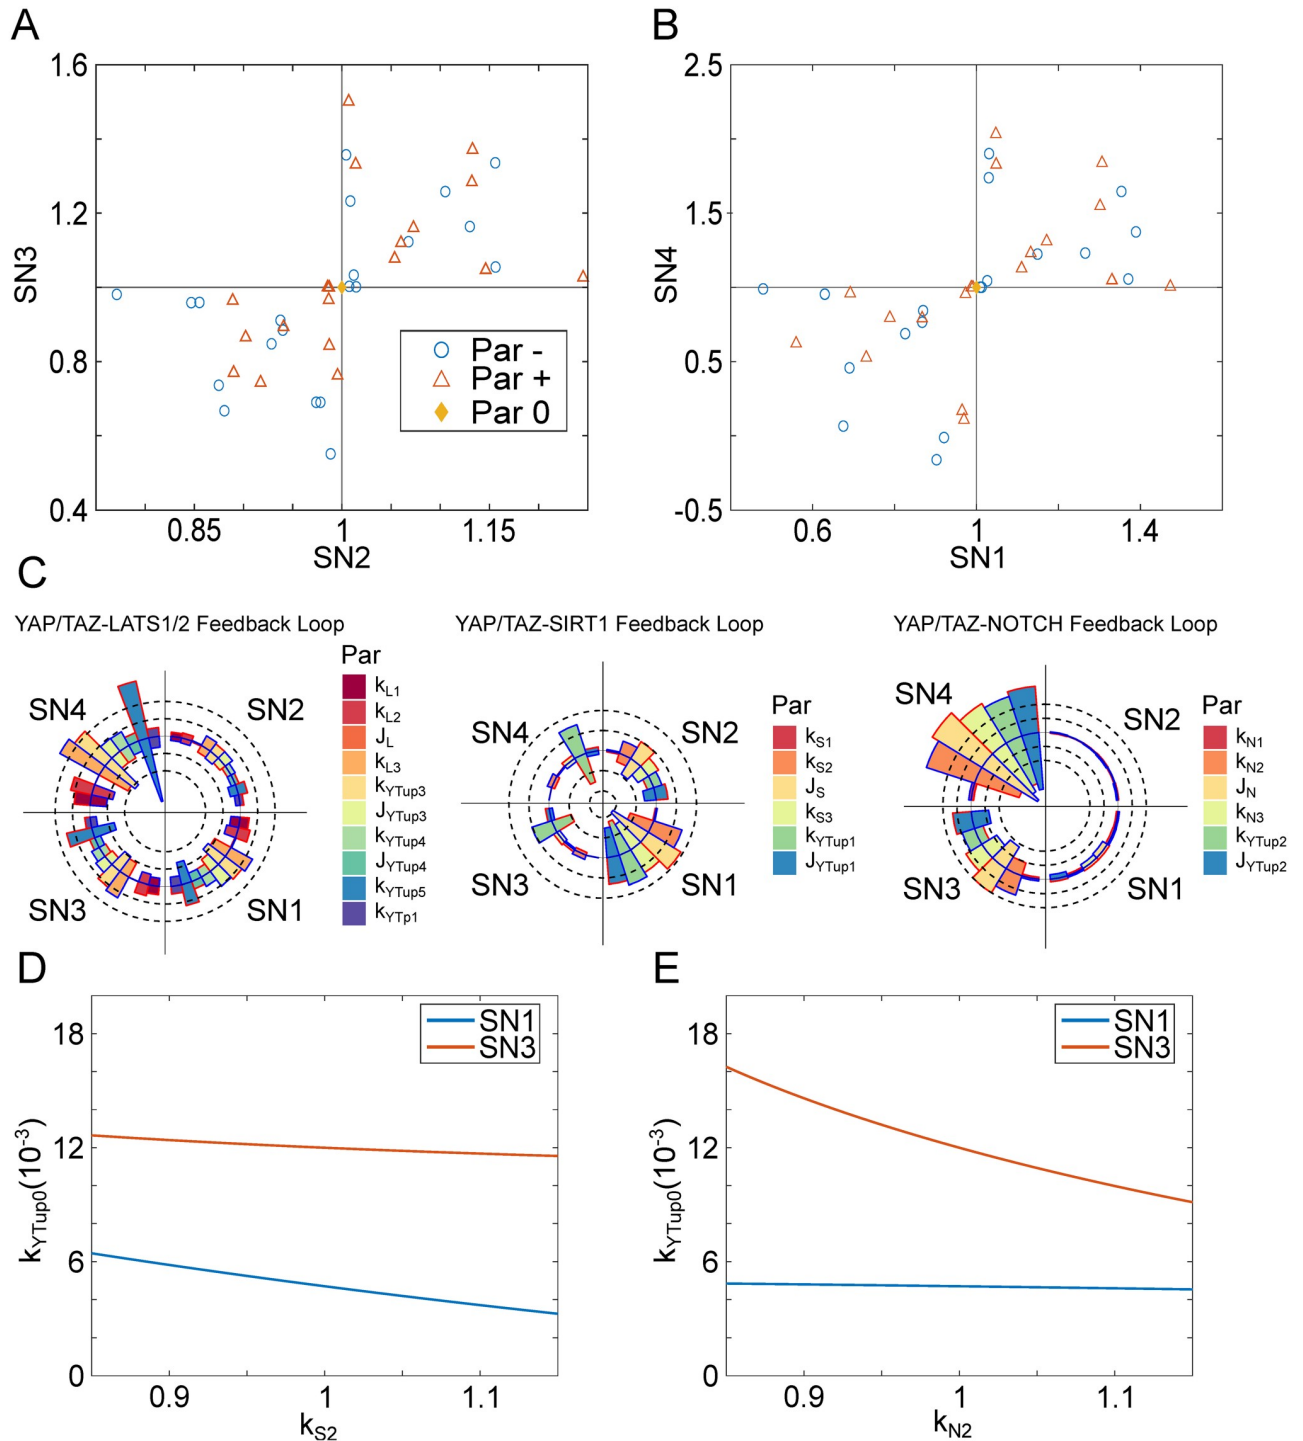 A
B
1.6
1.2
0.8
0.4
SN3
0.85
1
1.15
SN2
Par -
Par +
Par 0
2.5
1.5
0.5
-0.5
SN4
0.6
1
1.4
SN1
C
YAP/TAZ-LATS1/2 Feedback Loop
SN4
SN2
SN3
SN1
Par
kL1
kL2
JL
kL3
kYTup3
JYTup3
kYTup4
JYTup4
kYTup5
kYTp1
YAP/TAZ-SIRT1 Feedback Loop
SN4
SN2
SN3
SN1
Par
kS1
kS2
JS
kS3
kYTup1
JYTup1
YAP/TAZ-NOTCH Feedback Loop
SN4
SN2
SN3
SN1
Par
kN1
kN2
JN
kN3
kYTup2
JYTup2
D
18
12
6
0
kYTup0(10-3)
SN1
SN3
0.9
1
1.1
kS2
E
18
12
6
0
kYTup0(10-3)
SN1
SN3
0.9
1
1.1
kN2